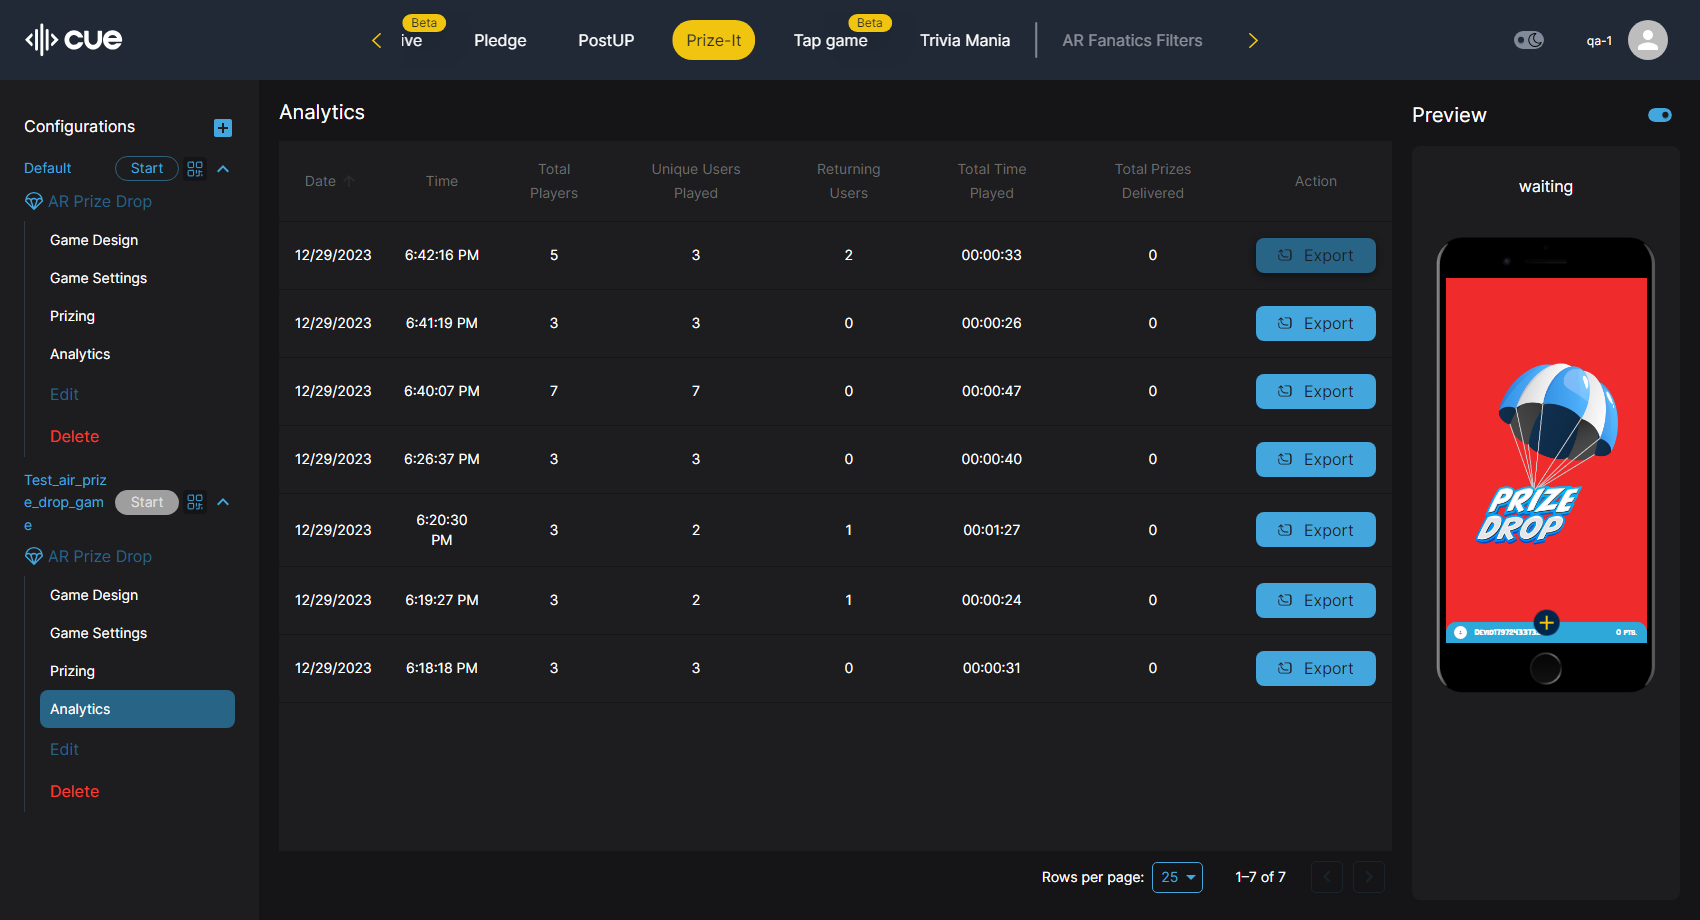 cue
Beta
ive
Pledge
PostUP
Prize-It
Beta
Tap game
Trivia Mania
AR Fanatics Filters
qa-1
Configurations
Default
Start
AR Prize Drop
Game Design
Game Settings
Prizing
Analytics
Edit
Delete
Test_air_priz
e_drop_gam
e
Start
AR Prize Drop
Game Design
Game Settings
Prizing
Analytics
Edit
Delete
Analytics
Date Time Total Players Unique Users Played Returning Users Total Time Played Total Prizes Delivered Action
12/29/2023 6:42:16 PM 5 3 2 00:00:33 0 Export
12/29/2023 6:41:19 PM 3 3 0 00:00:26 0 Export
12/29/2023 6:40:07 PM 7 7 0 00:00:47 0 Export
12/29/2023 6:26:37 PM 3 3 0 00:00:40 0 Export
12/29/2023 6:20:30 PM 3 2 1 00:01:27 0 Export
12/29/2023 6:19:27 PM 3 2 1 00:00:24 0 Export
12/29/2023 6:18:18 PM 3 3 0 00:00:31 0 Export
Rows per page: 25 1–7 of 7
Preview
waiting
PRIZE
DROP
0 PTS.